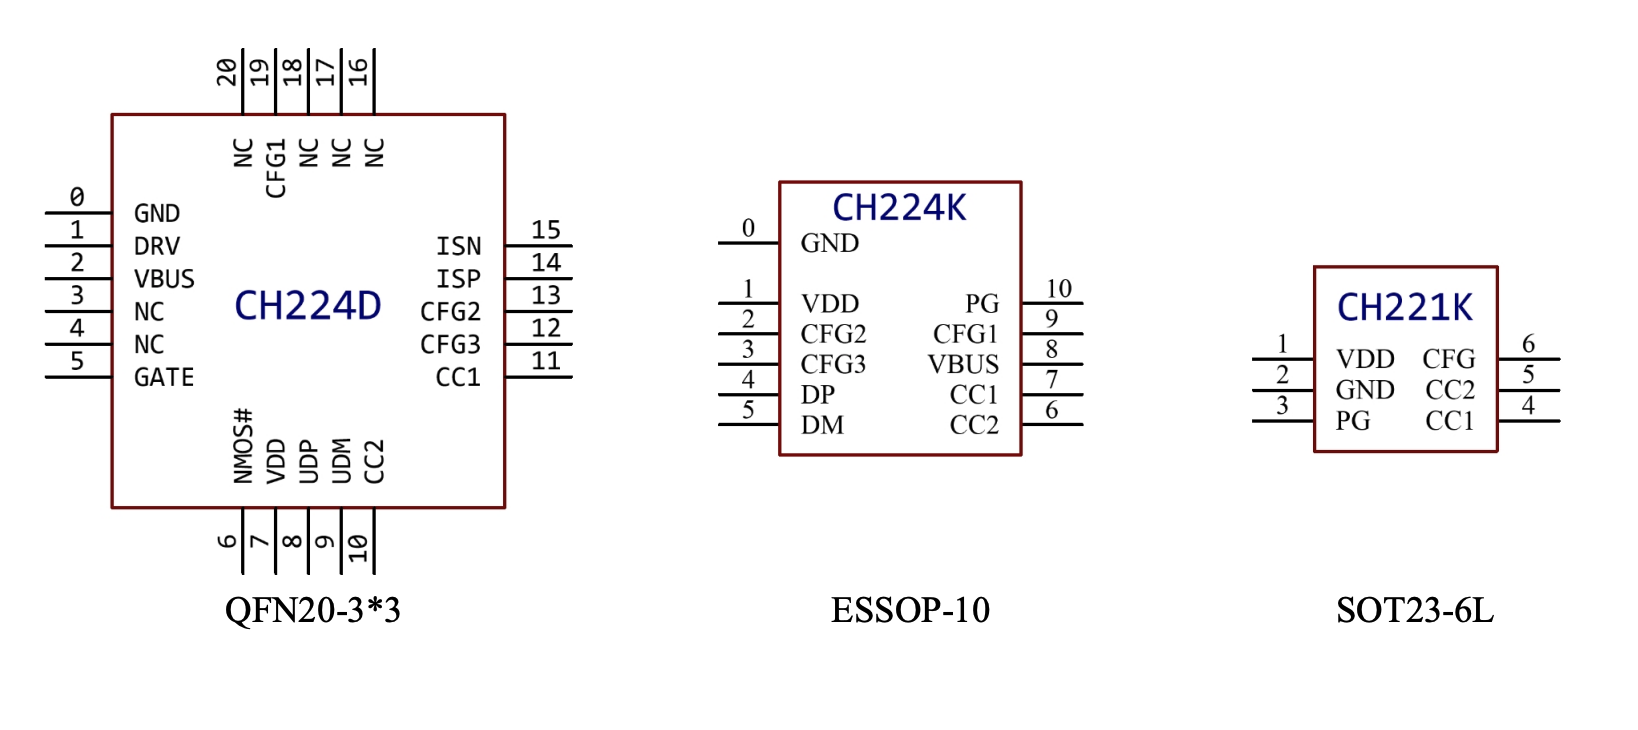 20 19 18 17 16
NC CFG1 NC NC NC
0 GND
1 DRV ISN 15
2 VBUS ISP 14
3 NC CFG2 13
4 NC CFG3 12
5 GATE CC1 11
CH224D
NMOS# VDD UDP UDM CC2
6 7 8 9 10
QFN20-3*3
CH224K
0 GND
1 VDD PG 10
2 CFG2 CFG1 9
3 CFG3 VBUS 8
4 DP CC1 7
5 DM CC2 6
ESSOP-10
CH221K
1 VDD CFG 6
2 GND CC2 5
3 PG CC1 4
SOT23-6L